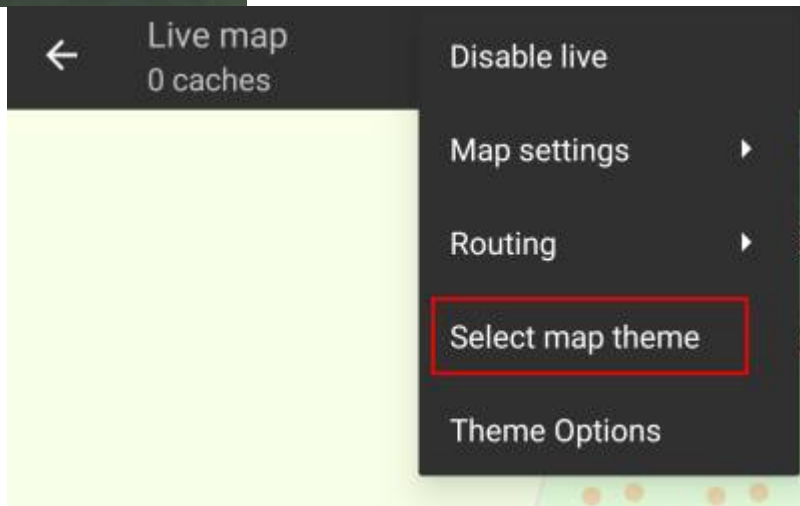 Live map
0 caches
Disable live
Map settings
Routing
Select map theme
Theme Options